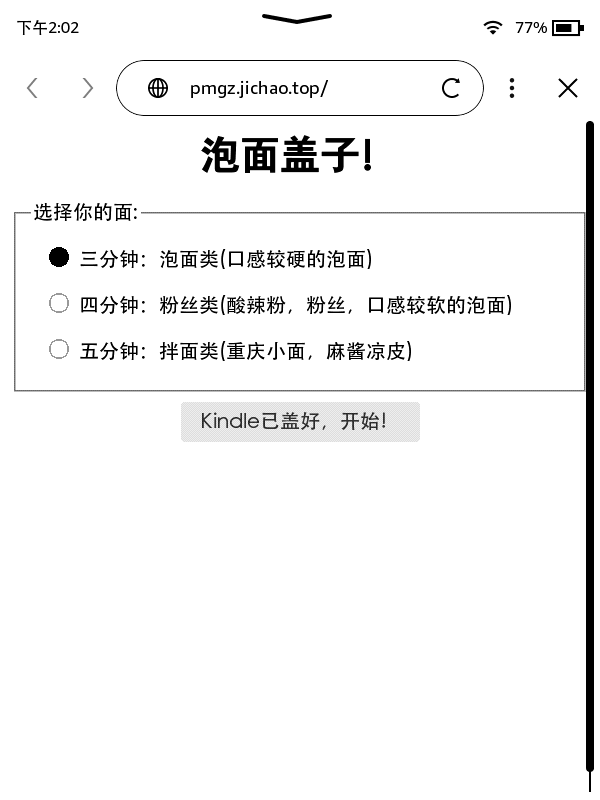 下午2:02
77%
pmgz.jichao.top/
泡面盖子!
选择你的面:
三分钟：泡面类(口感较硬的泡面)
四分钟：粉丝类(酸辣粉，粉丝，口感较软的泡面)
五分钟：拌面类(重庆小面，麻酱凉皮)
Kindle已盖好，开始!